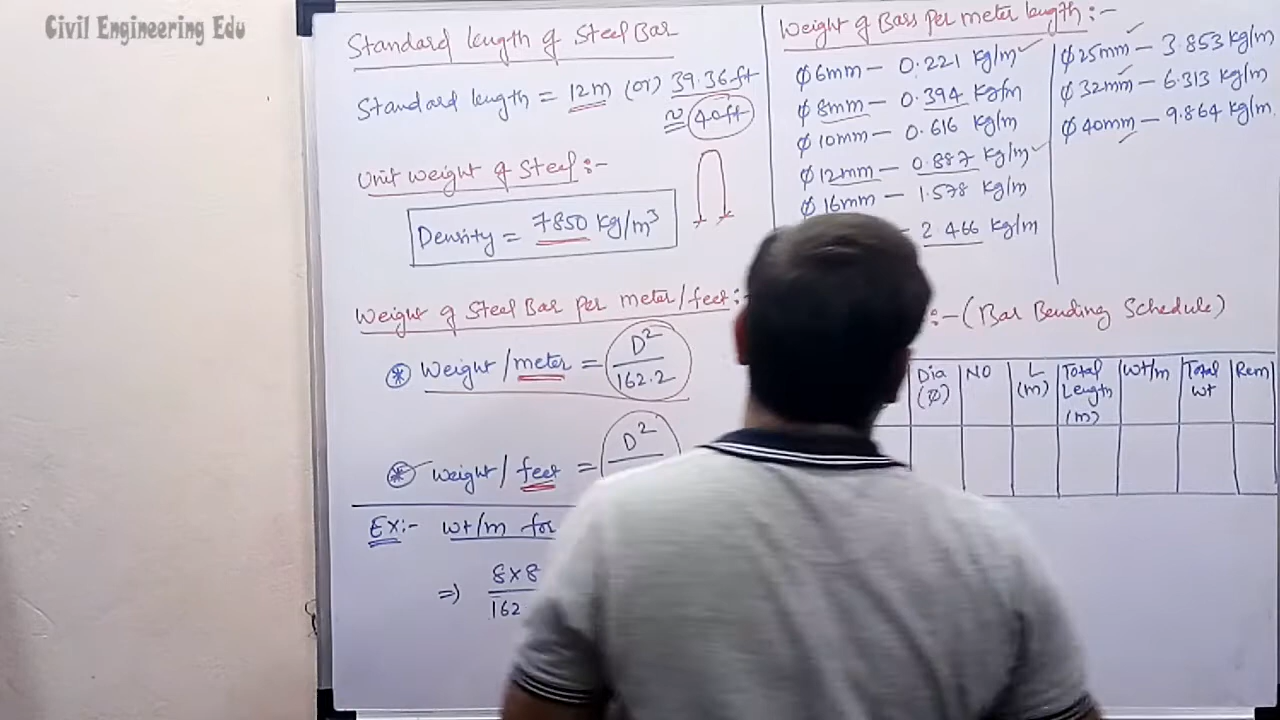 Civil Engineering Edu
Standard length of Steel Bar
Standard length = 12m (or) 39.36ft
≈ 40ft
Unit weight of Steel:-
Density = 7850 kg/m³
Weight of Steel Bar per meter/feet:-
* Weight/meter = D²/162.2
* Weight/feet = D²
Ex:- wt/m for
=> 8x8
162
Weight of Bars per meter length:-
φ6mm - 0.221 kg/m
φ8mm - 0.394 kg/m
φ10mm - 0.616 kg/m
φ12mm - 0.887 kg/m
φ16mm - 1.578 kg/m
- 2.466 kg/m
φ25mm - 3.853 kg/m
φ32mm - 6.313 kg/m
φ40mm - 9.864 kg/m
:-(Bar Bending Schedule)
Dia (φ) NO L (m) Total Length (m) Wt/m Total wt Rem